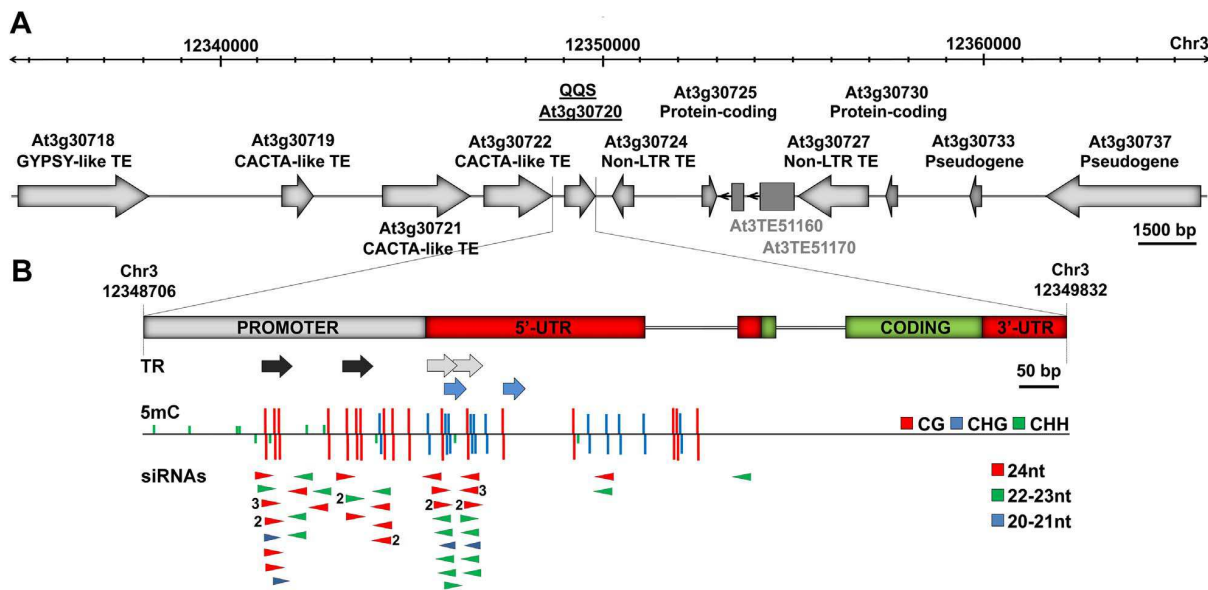 A
12340000 12350000 12360000 Chr3
QQS At3g30725 At3g30730
At3g30720 Protein-coding Protein-coding
At3g30718 At3g30719 At3g30722 At3g30724 At3g30727 At3g30733 At3g30737
GYPSY-like TE CACTA-like TE CACTA-like TE Non-LTR TE Non-LTR TE Pseudogene Pseudogene
At3g30721
CACTA-like TE
At3TE51160
At3TE51170
1500 bp
B
Chr3 Chr3
12348706 12349832
PROMOTER 5’-UTR CODING 3’-UTR
TR
50 bp
5mC
CG CHG CHH
siRNAs
24nt
22-23nt
20-21nt
3
2
2
2
2
2
3